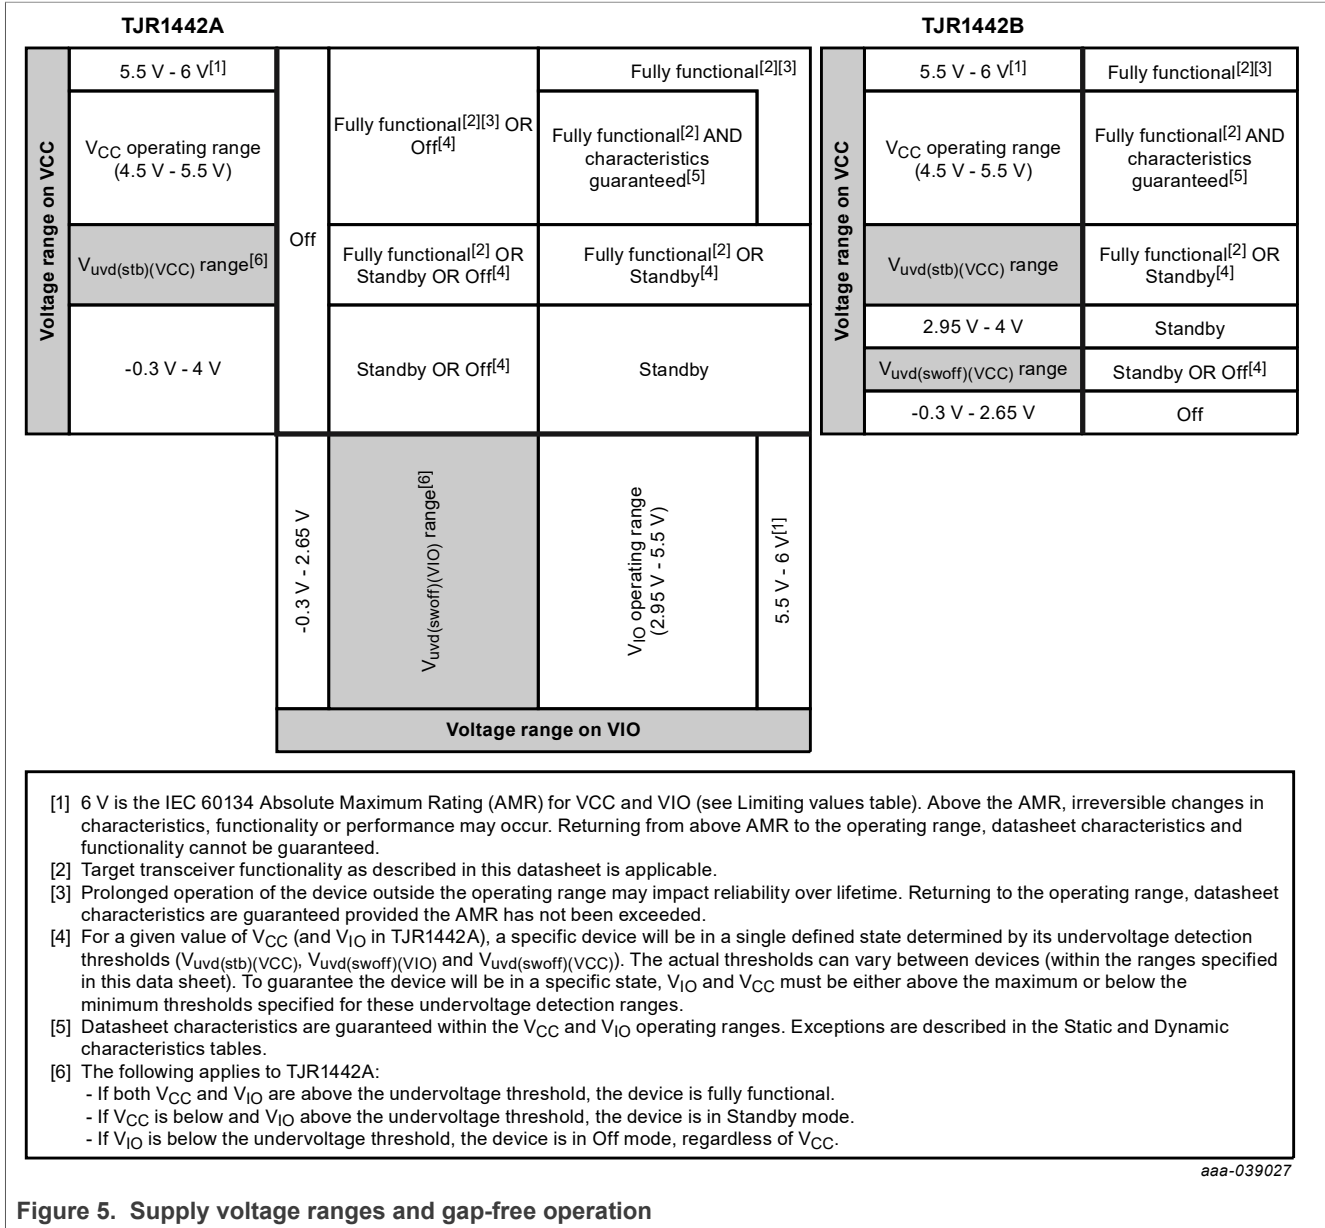 TJR1442A
TJR1442B
Voltage range on VCC
5.5 V - 6 V[1]
VCC operating range
(4.5 V - 5.5 V)
Vuvd(stb)(VCC) range[6]
-0.3 V - 4 V
Off
Fully functional[2][3] OR
Off[4]
Fully functional[2][3]
Fully functional[2] AND
characteristics
guaranteed[5]
Fully functional[2] OR
Standby OR Off[4]
Fully functional[2] OR
Standby[4]
Standby OR Off[4]
Standby
-0.3 V - 2.65 V
Vuvd(swoff)(VIO) range[6]
VIO operating range
(2.95 V - 5.5 V)
5.5 V - 6 V[1]
Voltage range on VIO
Voltage range on VCC
5.5 V - 6 V[1]
Fully functional[2][3]
VCC operating range
(4.5 V - 5.5 V)
Fully functional[2] AND
characteristics
guaranteed[5]
Vuvd(stb)(VCC) range
Fully functional[2] OR
Standby[4]
2.95 V - 4 V
Standby
Vuvd(swoff)(VCC) range
Standby OR Off[4]
-0.3 V - 2.65 V
Off
[1] 6 V is the IEC 60134 Absolute Maximum Rating (AMR) for VCC and VIO (see Limiting values table). Above the AMR, irreversible changes in
characteristics, functionality or performance may occur. Returning from above AMR to the operating range, datasheet characteristics and
functionality cannot be guaranteed.
[2] Target transceiver functionality as described in this datasheet is applicable.
[3] Prolonged operation of the device outside the operating range may impact reliability over lifetime. Returning to the operating range, datasheet
characteristics are guaranteed provided the AMR has not been exceeded.
[4] For a given value of VCC (and VIO in TJR1442A), a specific device will be in a single defined state determined by its undervoltage detection
thresholds (Vuvd(stb)(VCC), Vuvd(swoff)(VIO) and Vuvd(swoff)(VCC)). The actual thresholds can vary between devices (within the ranges specified
in this data sheet). To guarantee the device will be in a specific state, VIO and VCC must be either above the maximum or below the
minimum thresholds specified for these undervoltage detection ranges.
[5] Datasheet characteristics are guaranteed within the VCC and VIO operating ranges. Exceptions are described in the Static and Dynamic
characteristics tables.
[6] The following applies to TJR1442A:
- If both VCC and VIO are above the undervoltage threshold, the device is fully functional.
- If VCC is below and VIO above the undervoltage threshold, the device is in Standby mode.
- If VIO is below the undervoltage threshold, the device is in Off mode, regardless of VCC.
aaa-039027
Figure 5. Supply voltage ranges and gap-free operation